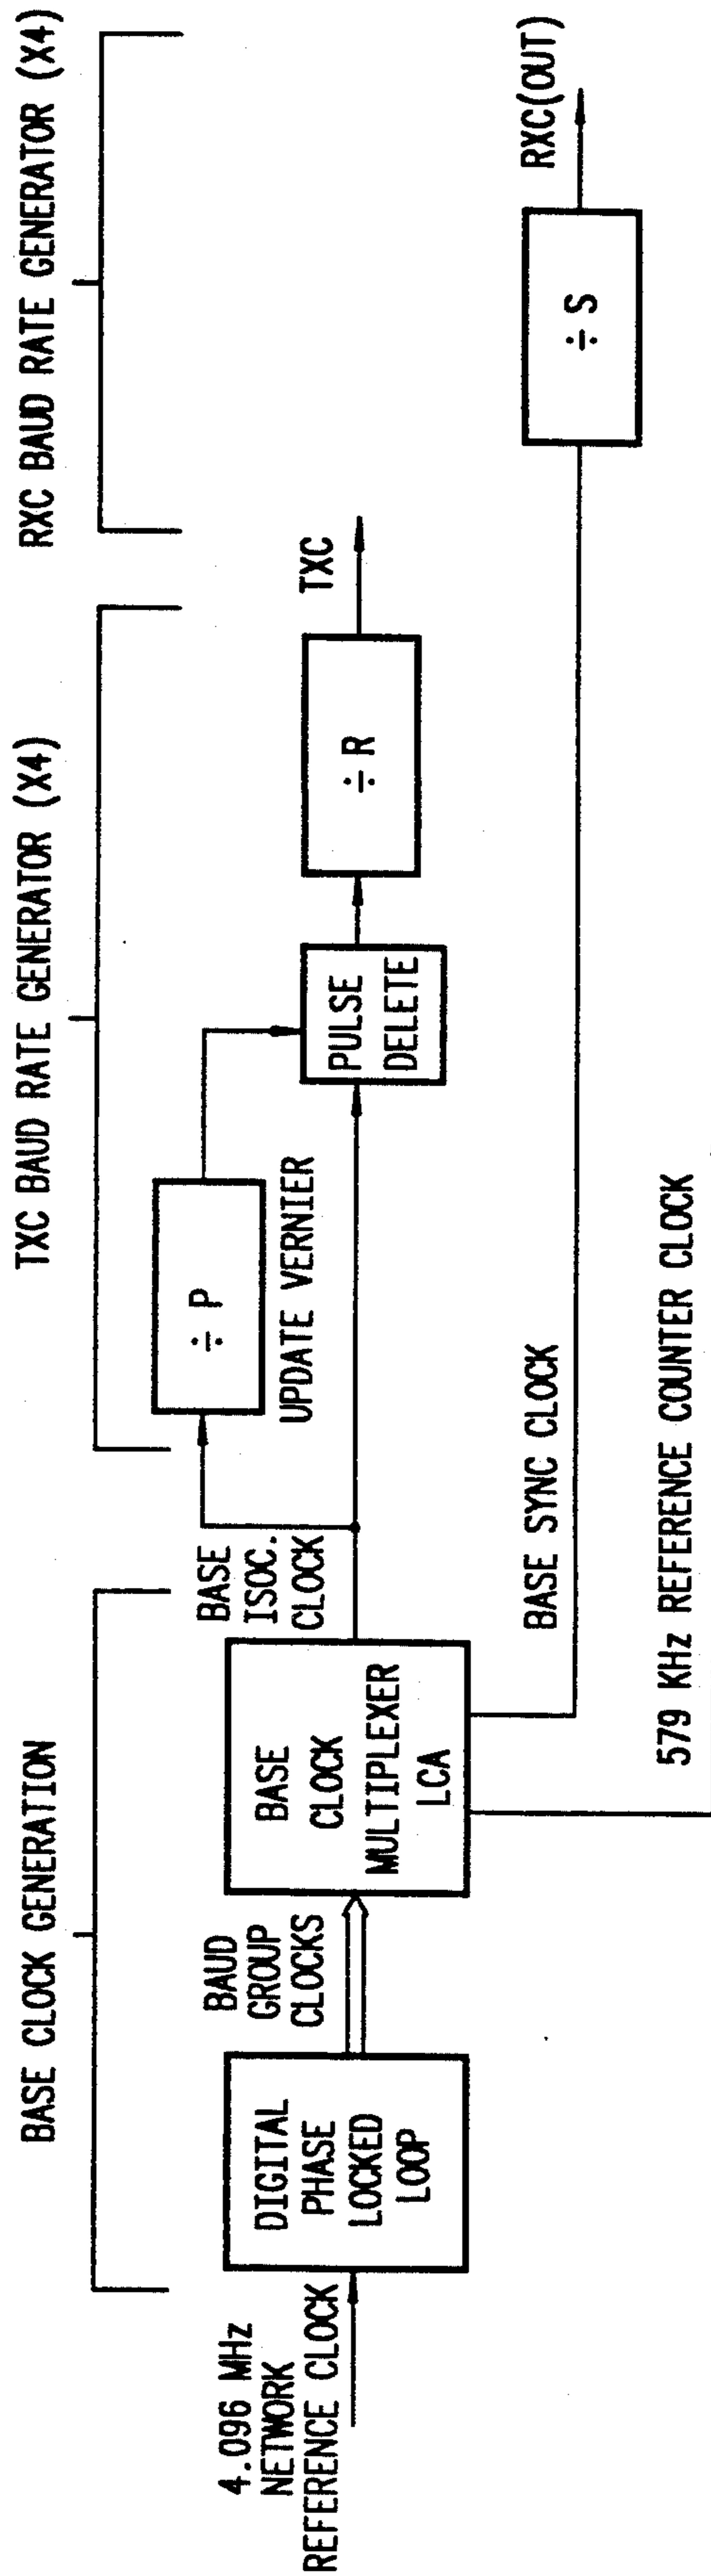 BASE CLOCK GENERATION
TXC BAUD RATE GENERATOR (X4)
RXC BAUD RATE GENERATOR (X4)
4.096 MHz
NETWORK
REFERENCE CLOCK
DIGITAL
PHASE
LOCKED
LOOP
BAUD
GROUP
CLOCKS
BASE
CLOCK
MULTIPLEXER
LCA
BASE
ISOC.
CLOCK
÷ P
UPDATE VERNIER
PULSE
DELETE
÷ R
TXC
BASE SYNC CLOCK
÷ S
RXC(OUT)
579 KHz REFERENCE COUNTER CLOCK